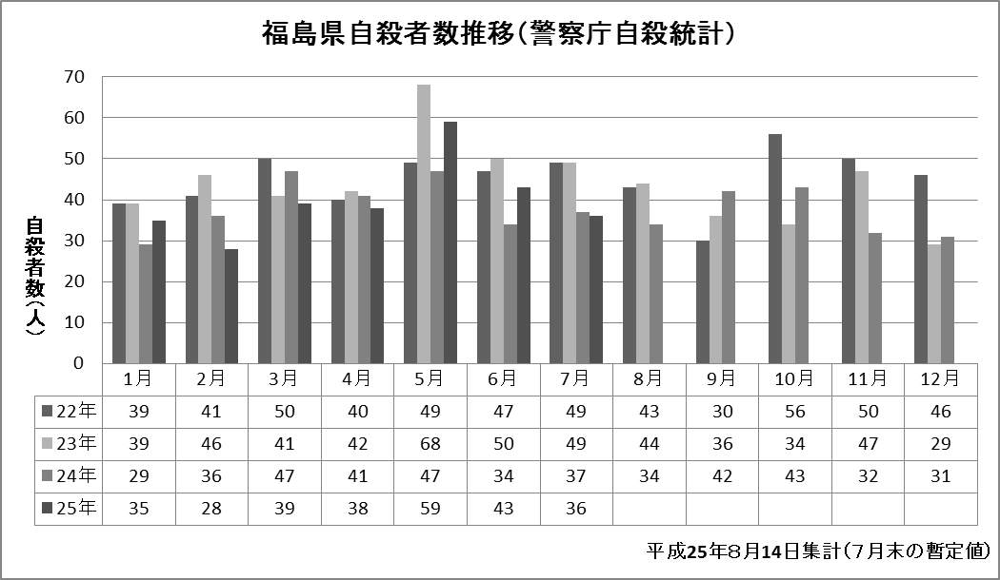 福島県自殺者数推移(警察庁自殺統計)
自殺者数(人)
70
60
50
40
30
20
10
0
1月 2月 3月 4月 5月 6月 7月 8月 9月 10月 11月 12月
22年 39 41 50 40 49 47 49 43 30 56 50 46
23年 39 46 41 42 68 50 49 44 36 34 47 29
24年 29 36 47 41 47 34 37 34 42 43 32 31
25年 35 28 39 38 59 43 36
平成25年8月14日集計(7月末の暫定値)